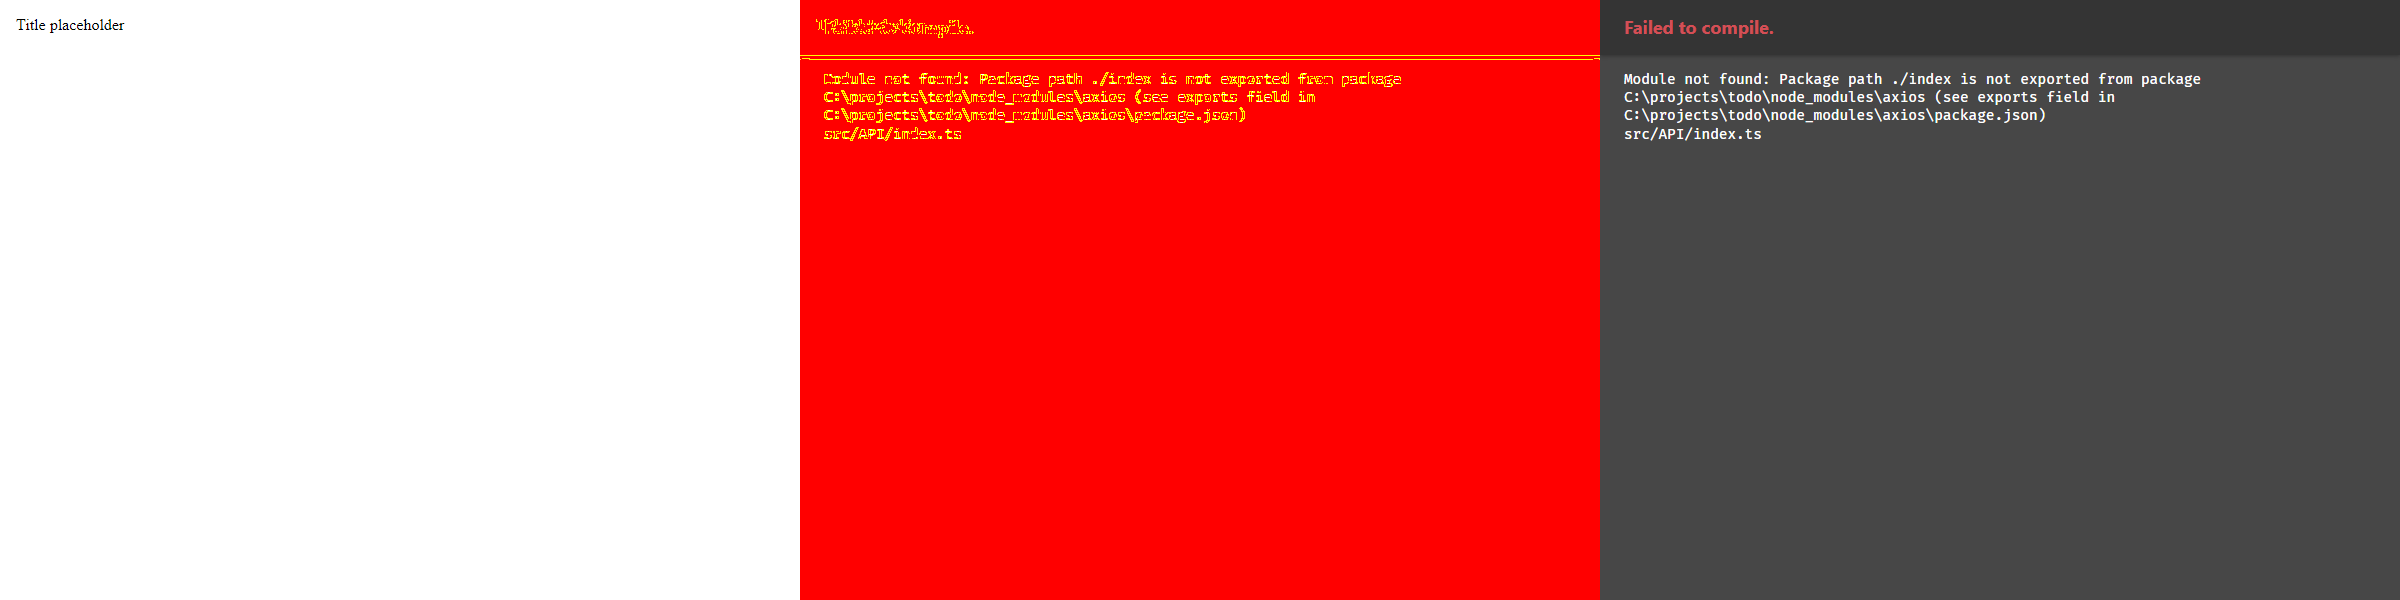 Title placeholder
Module not found: Package path ./index is not exported from package
C:\projects\todo\node_modules\axios (see exports field in
C:\projects\todo\node_modules\axios\package.json)
src/API/index.ts
Failed to compile.
Module not found: Package path ./index is not exported from package
C:\projects\todo\node_modules\axios (see exports field in
C:\projects\todo\node_modules\axios\package.json)
src/API/index.ts